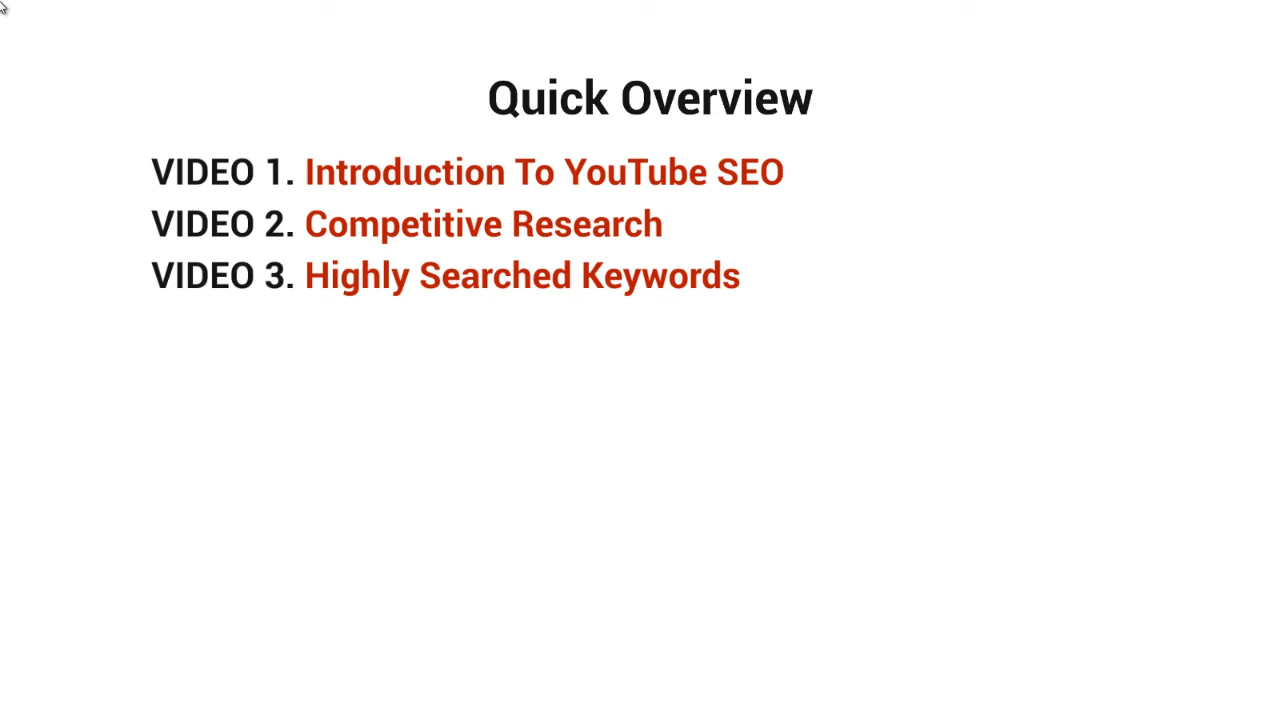 Quick Overview
VIDEO 1. Introduction To YouTube SEO
VIDEO 2. Competitive Research
VIDEO 3. Highly Searched Keywords